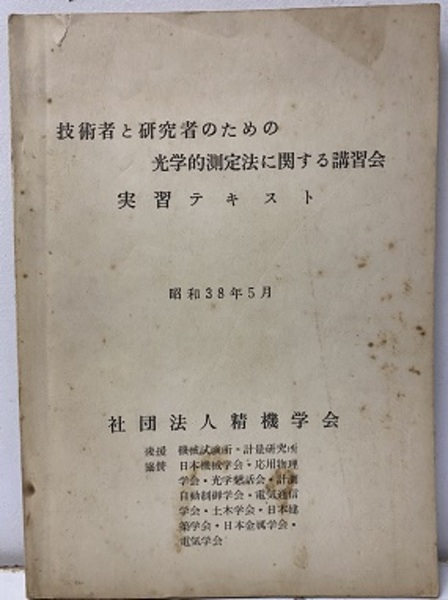 技術者と研究者のための
光学的測定法に関する講習会
実習テキスト
昭和38年5月
社団法人精機学会
後援 機械試験所・計量研究所
協賛 日本機械学会・応用物理
学会・光学懇話会・計測
自動制御学会・電気通信
学会・土木学会・日本建
築学会・日本金属学会・
電気学会